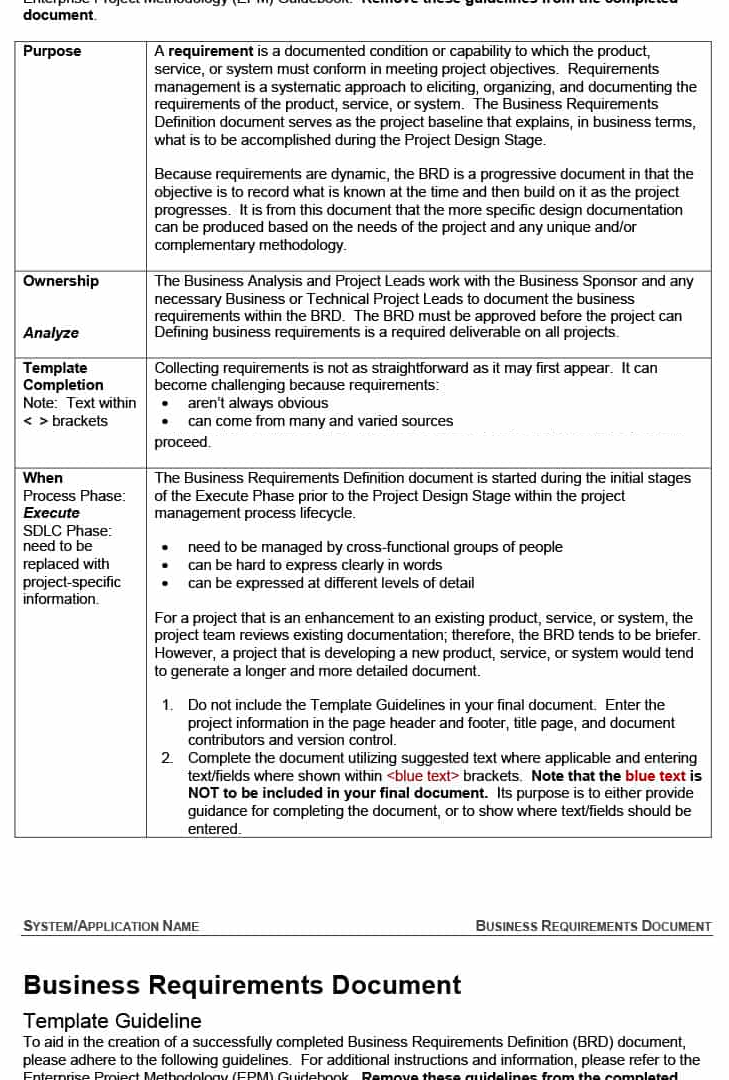 Enterprise Project Methodology (EPM) Guidebook. Remove these guidelines from the completed
document.
Purpose
A requirement is a documented condition or capability to which the product,
service, or system must conform in meeting project objectives. Requirements
management is a systematic approach to eliciting, organizing, and documenting the
requirements of the product, service, or system. The Business Requirements
Definition document serves as the project baseline that explains, in business terms,
what is to be accomplished during the Project Design Stage.
Because requirements are dynamic, the BRD is a progressive document in that the
objective is to record what is known at the time and then build on it as the project
progresses. It is from this document that the more specific design documentation
can be produced based on the needs of the project and any unique and/or
complementary methodology.
Ownership
Analyze
The Business Analysis and Project Leads work with the Business Sponsor and any
necessary Business or Technical Project Leads to document the business
requirements within the BRD. The BRD must be approved before the project can
Defining business requirements is a required deliverable on all projects.
Template
Completion
Note: Text within
< > brackets
Collecting requirements is not as straightforward as it may first appear. It can
become challenging because requirements:
• aren't always obvious
• can come from many and varied sources
proceed.
When
Process Phase:
Execute
SDLC Phase:
need to be
replaced with
project-specific
information.
The Business Requirements Definition document is started during the initial stages
of the Execute Phase prior to the Project Design Stage within the project
management process lifecycle.
• need to be managed by cross-functional groups of people
• can be hard to express clearly in words
• can be expressed at different levels of detail
For a project that is an enhancement to an existing product, service, or system, the
project team reviews existing documentation; therefore, the BRD tends to be briefer.
However, a project that is developing a new product, service, or system would tend
to generate a longer and more detailed document.
1. Do not include the Template Guidelines in your final document. Enter the
project information in the page header and footer, title page, and document
contributors and version control.
2. Complete the document utilizing suggested text where applicable and entering
text/fields where shown within <blue text> brackets. Note that the blue text is
NOT to be included in your final document. Its purpose is to either provide
guidance for completing the document, or to show where text/fields should be
entered.
SYSTEM/APPLICATION NAME
BUSINESS REQUIREMENTS DOCUMENT
Business Requirements Document
Template Guideline
To aid in the creation of a successfully completed Business Requirements Definition (BRD) document,
please adhere to the following guidelines. For additional instructions and information, please refer to the
Enterprise Project Methodology (EPM) Guidebook. Remove these guidelines from the completed